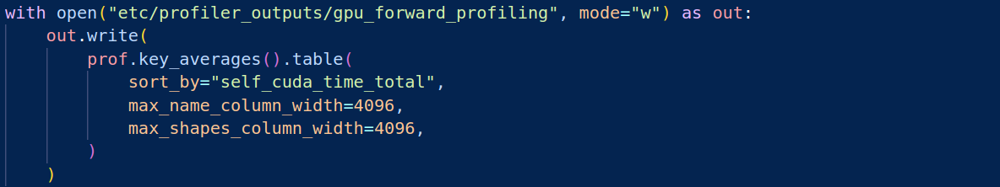 with open("etc/profiler_outputs/gpu_forward_profiling", mode="w") as out:
    out.write(
        prof.key_averages().table(
            sort_by="self_cuda_time_total",
            max_name_column_width=4096,
            max_shapes_column_width=4096,
        )
    )